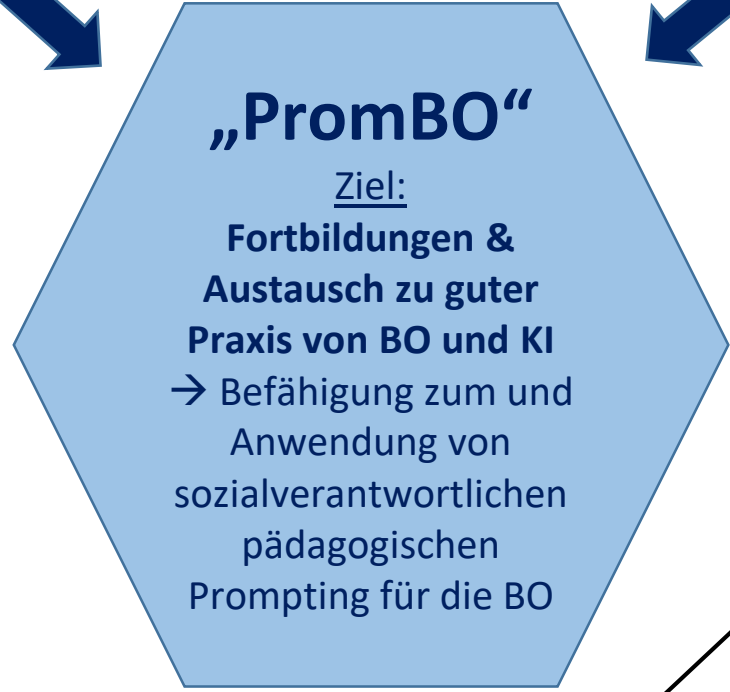 „PromBO“
Ziel:
Fortbildungen &
Austausch zu guter
Praxis von BO und KI
→ Befähigung zum und
Anwendung von
sozialverantwortlichen
pädagogischen
Prompting für die BO